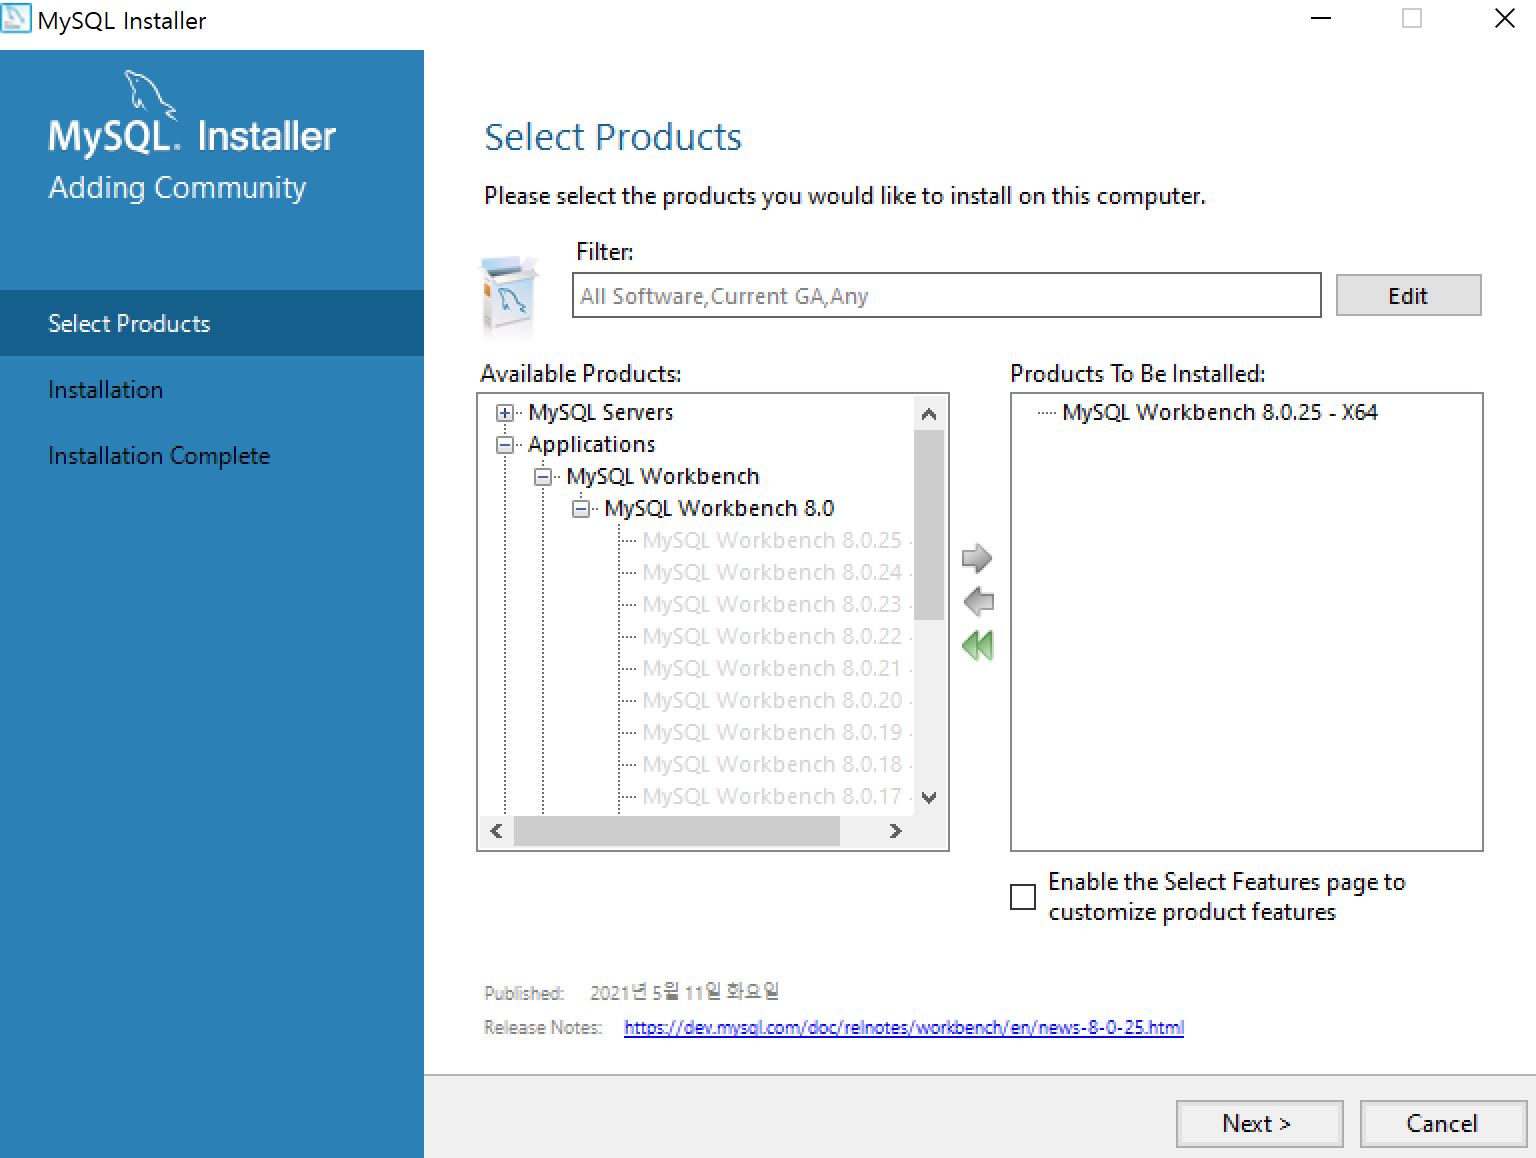 MySQL Installer
MySQL. Installer
Adding Community
Select Products
Installation
Installation Complete
Select Products
Please select the products you would like to install on this computer.
Filter:
All Software,Current GA,Any
Edit
Available Products:
MySQL Servers
Applications
MySQL Workbench
MySQL Workbench 8.0
MySQL Workbench 8.0.25 -
MySQL Workbench 8.0.24 -
MySQL Workbench 8.0.23 -
MySQL Workbench 8.0.22 -
MySQL Workbench 8.0.21 -
MySQL Workbench 8.0.20 -
MySQL Workbench 8.0.19 -
MySQL Workbench 8.0.18 -
MySQL Workbench 8.0.17 -
Products To Be Installed:
MySQL Workbench 8.0.25 - X64
Enable the Select Features page to
customize product features
Published: 2021년 5월 11일 화요일
Release Notes: https://dev.mysql.com/doc/relnotes/workbench/en/news-8-0-25.html
Next >
Cancel